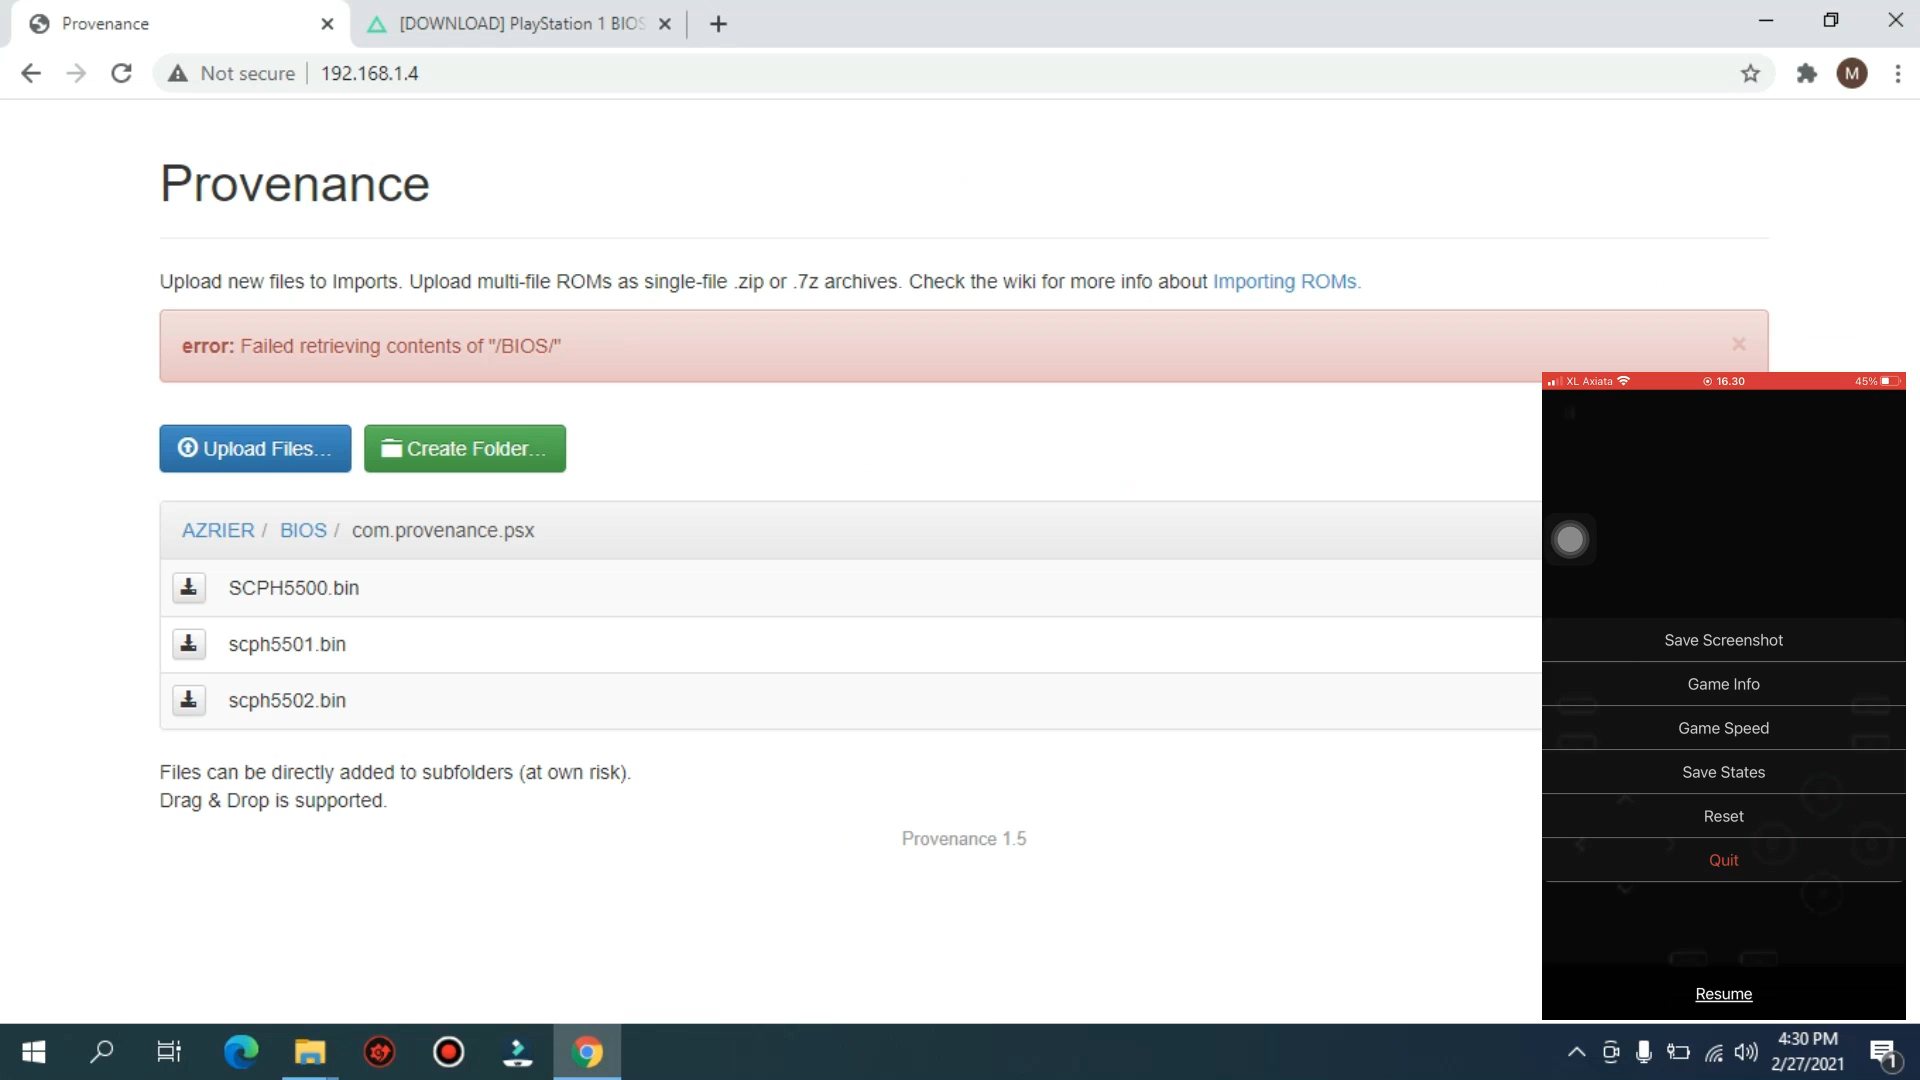 Provenance
[DOWNLOAD] PlayStation 1 BIOS
Not secure
192.168.1.4
M
Provenance
Upload new files to Imports. Upload multi-file ROMs as single-file .zip or .7z archives. Check the wiki for more info about Importing ROMs.
error: Failed retrieving contents of "/BIOS/"
Upload Files...
Create Folder...
AZRIER / BIOS / com.provenance.psx
SCPH5500.bin
scph5501.bin
scph5502.bin
Files can be directly added to subfolders (at own risk).
Drag & Drop is supported.
Provenance 1.5
XL Axiata
16.30
45%
Save Screenshot
Game Info
Game Speed
Save States
Reset
Quit
Resume
4:30 PM
2/27/2021
1